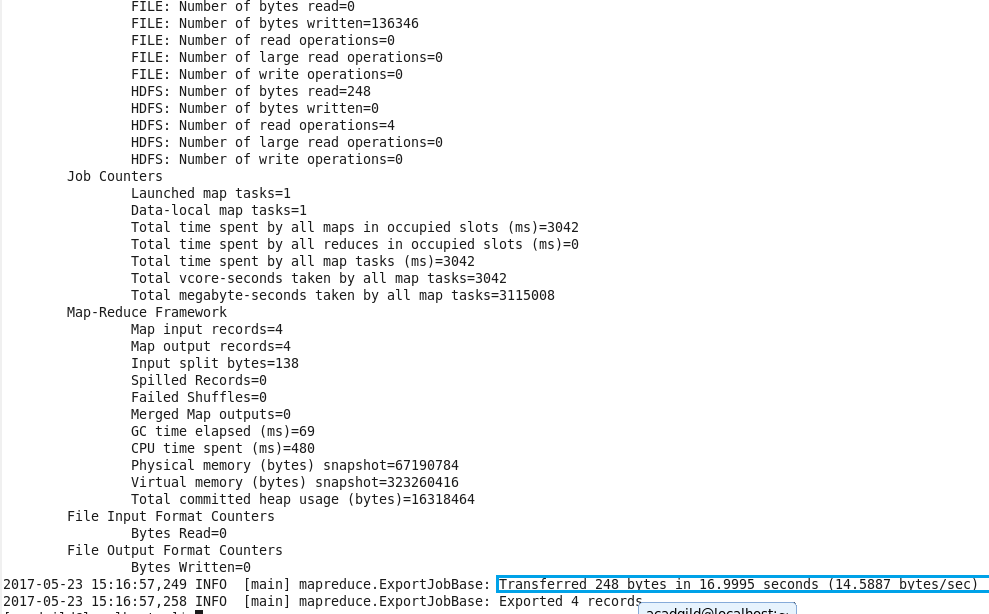 FILE: Number of bytes read=0
FILE: Number of bytes written=136346
FILE: Number of read operations=0
FILE: Number of large read operations=0
FILE: Number of write operations=0
HDFS: Number of bytes read=248
HDFS: Number of bytes written=0
HDFS: Number of read operations=4
HDFS: Number of large read operations=0
HDFS: Number of write operations=0
Job Counters
Launched map tasks=1
Data-local map tasks=1
Total time spent by all maps in occupied slots (ms)=3042
Total time spent by all reduces in occupied slots (ms)=0
Total time spent by all map tasks (ms)=3042
Total vcore-seconds taken by all map tasks=3042
Total megabyte-seconds taken by all map tasks=3115008
Map-Reduce Framework
Map input records=4
Map output records=4
Input split bytes=138
Spilled Records=0
Failed Shuffles=0
Merged Map outputs=0
GC time elapsed (ms)=69
CPU time spent (ms)=480
Physical memory (bytes) snapshot=67190784
Virtual memory (bytes) snapshot=323260416
Total committed heap usage (bytes)=16318464
File Input Format Counters
Bytes Read=0
File Output Format Counters
Bytes Written=0
2017-05-23 15:16:57,249 INFO  [main] mapreduce.ExportJobBase: Transferred 248 bytes in 16.9995 seconds (14.5887 bytes/sec)
2017-05-23 15:16:57,258 INFO  [main] mapreduce.ExportJobBase: Exported 4 records
acadgild@localhost:~